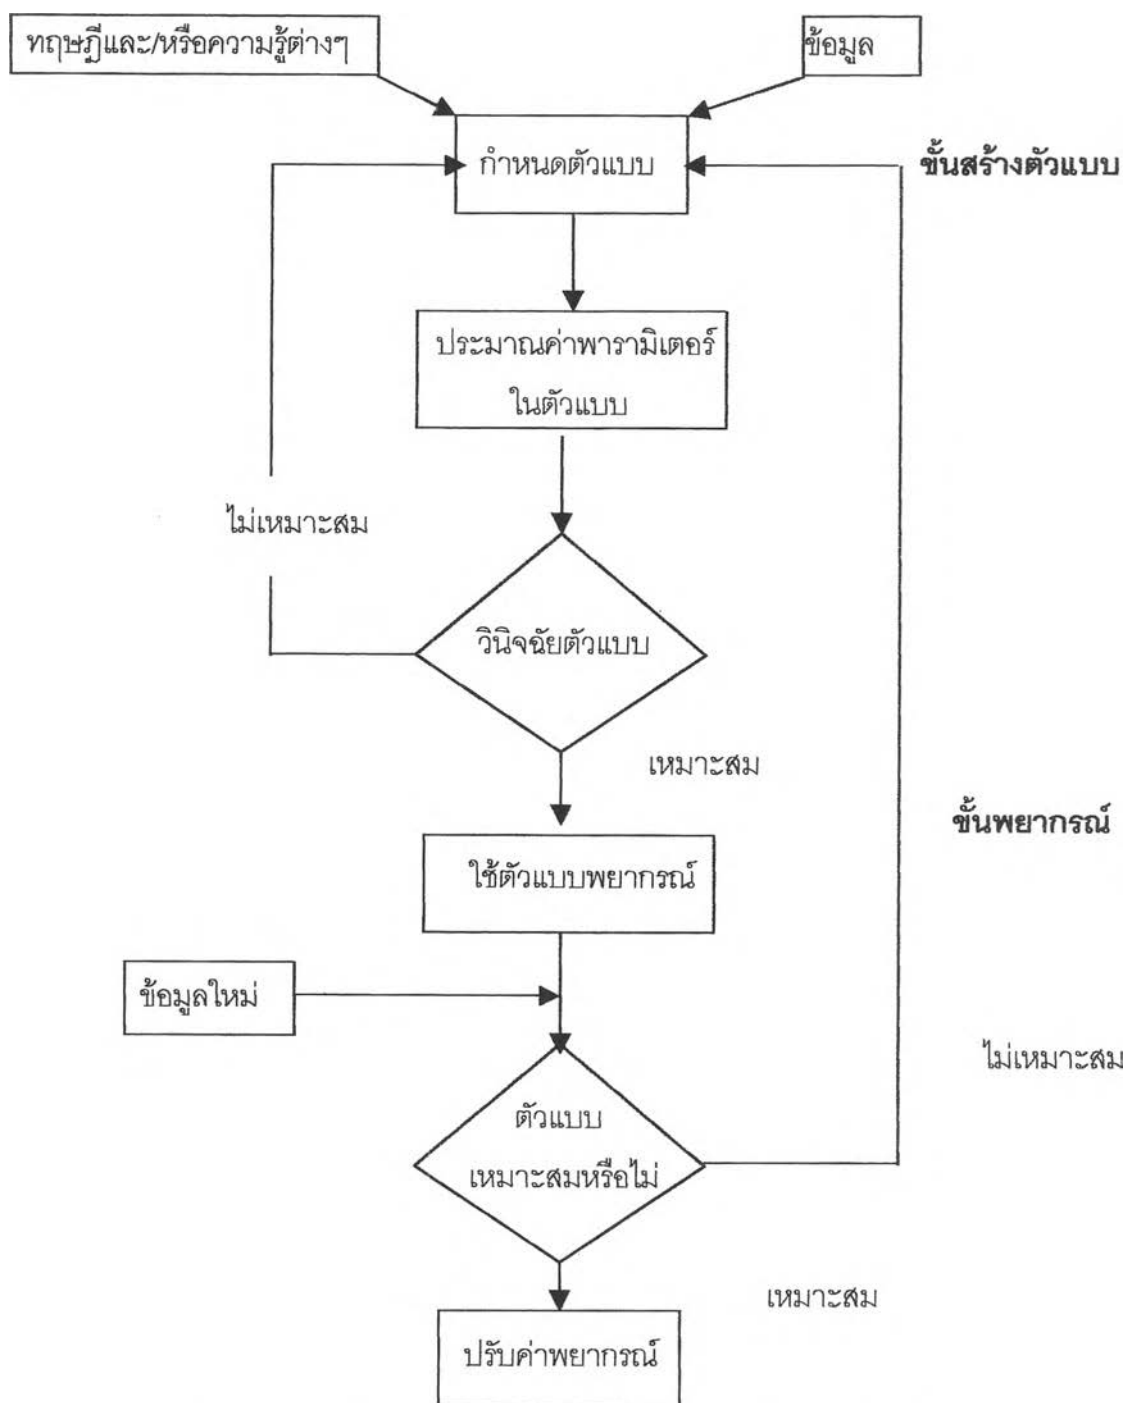 ทฤษฎีและ/หรือความรู้ต่างๆ
ข้อมูล
กำหนดตัวแบบ
ขั้นสร้างตัวแบบ
ประมาณค่าพารามิเตอร์
ในตัวแบบ
ไม่เหมาะสม
วินิจฉัยตัวแบบ
เหมาะสม
ขั้นพยากรณ์
ใช้ตัวแบบพยากรณ์
ข้อมูลใหม่
ไม่เหมาะสม
ตัวแบบ
เหมาะสมหรือไม่
เหมาะสม
ปรับค่าพยากรณ์